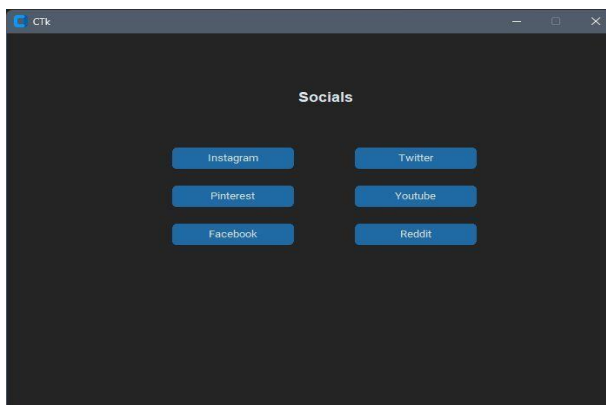 CTk
Socials
Instagram Twitter
Pinterest Youtube
Facebook Reddit